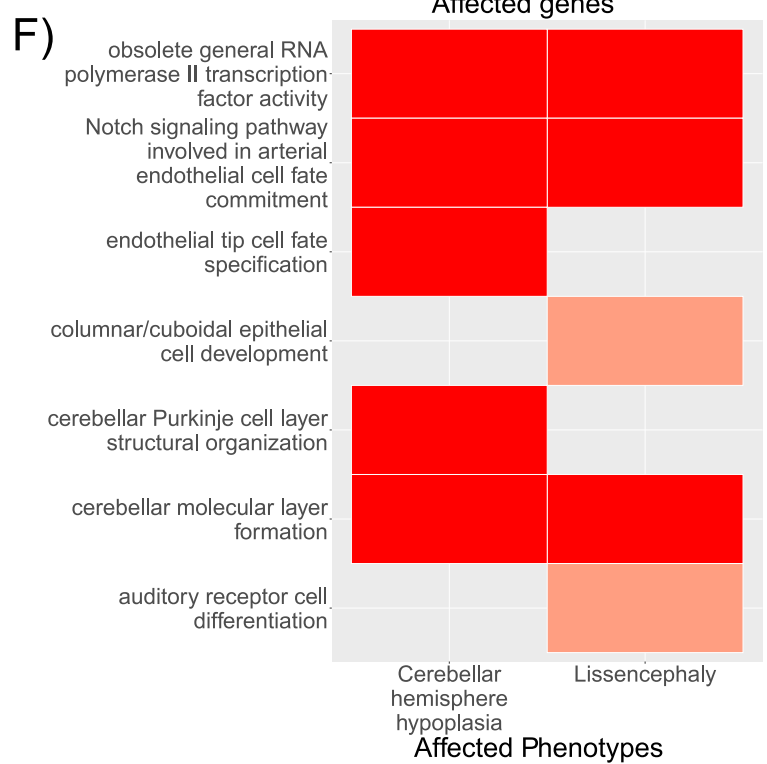 Affected genes
F)
obsolete general RNA
polymerase II transcription
factor activity
Notch signaling pathway
involved in arterial
endothelial cell fate
commitment
endothelial tip cell fate
specification
columnar/cuboidal epithelial
cell development
cerebellar Purkinje cell layer
structural organization
cerebellar molecular layer
formation
auditory receptor cell
differentiation
Cerebellar
hemisphere
hypoplasia
Lissencephaly
Affected Phenotypes